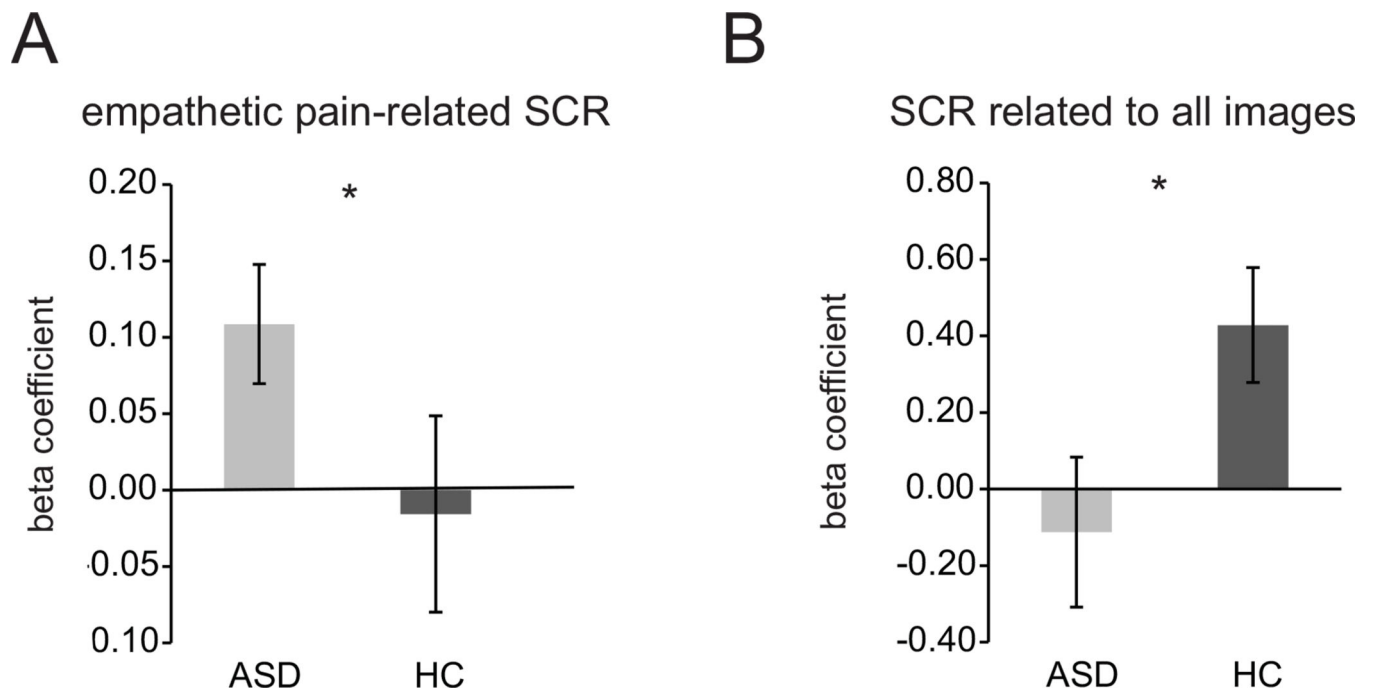 A
B
empathetic pain-related SCR
SCR related to all images
0.20
*
0.15
0.10
0.05
0.00
-0.05
0.10
beta coefficient
ASD
HC
0.80
*
0.60
0.40
0.20
0.00
-0.20
-0.40
beta coefficient
ASD
HC